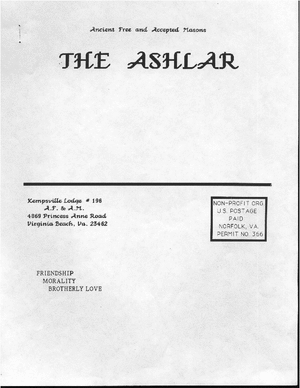 Ancient Free and Accepted Masons
THE ASHLAR
Kempsville Lodge # 196
A.F. & A.M.
4869 Princess Anne Road
Virginia Beach, Va. 23462
NON-PROFIT ORG
U.S. POSTAGE
PAID
NORFOLK, VA.
PERMIT NO. 366
FRIENDSHIP
MORALITY
BROTHERLY LOVE